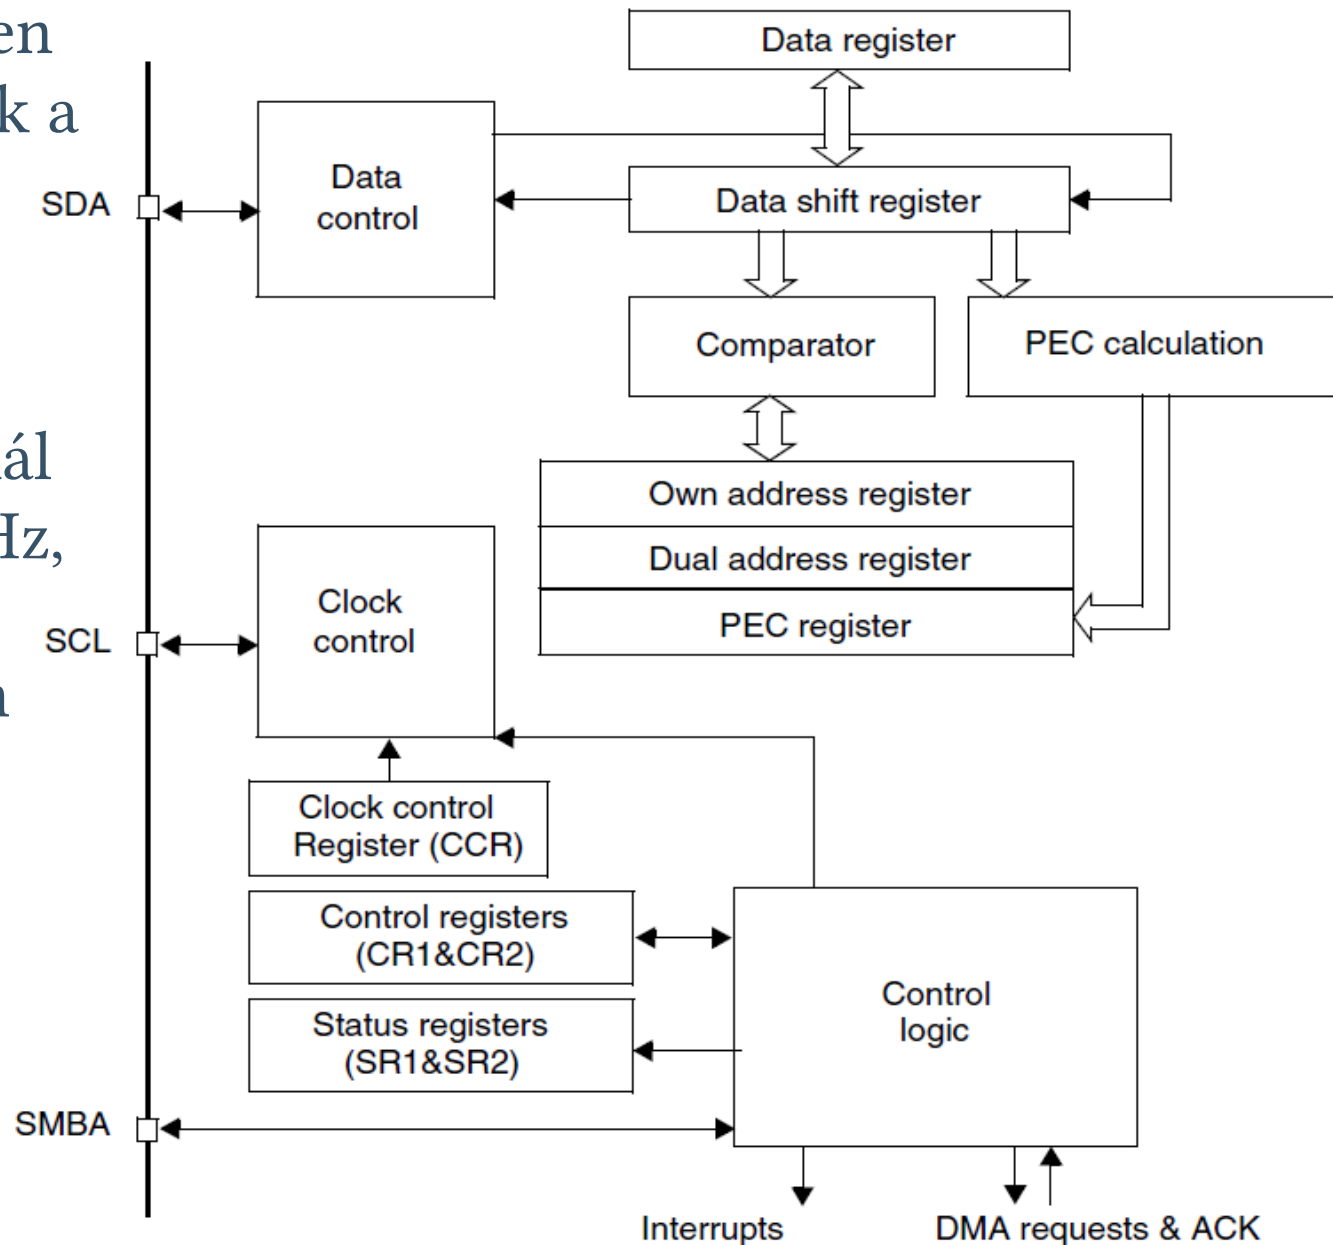 en
k a
ál
Hz,
n
Data register
Data
control
SDA
Data shift register
Comparator
PEC calculation
Own address register
Dual address register
PEC register
Clock
control
SCL
Clock control
Register (CCR)
Control registers
(CR1&CR2)
Status registers
(SR1&SR2)
Control
logic
SMBA
Interrupts
DMA requests & ACK